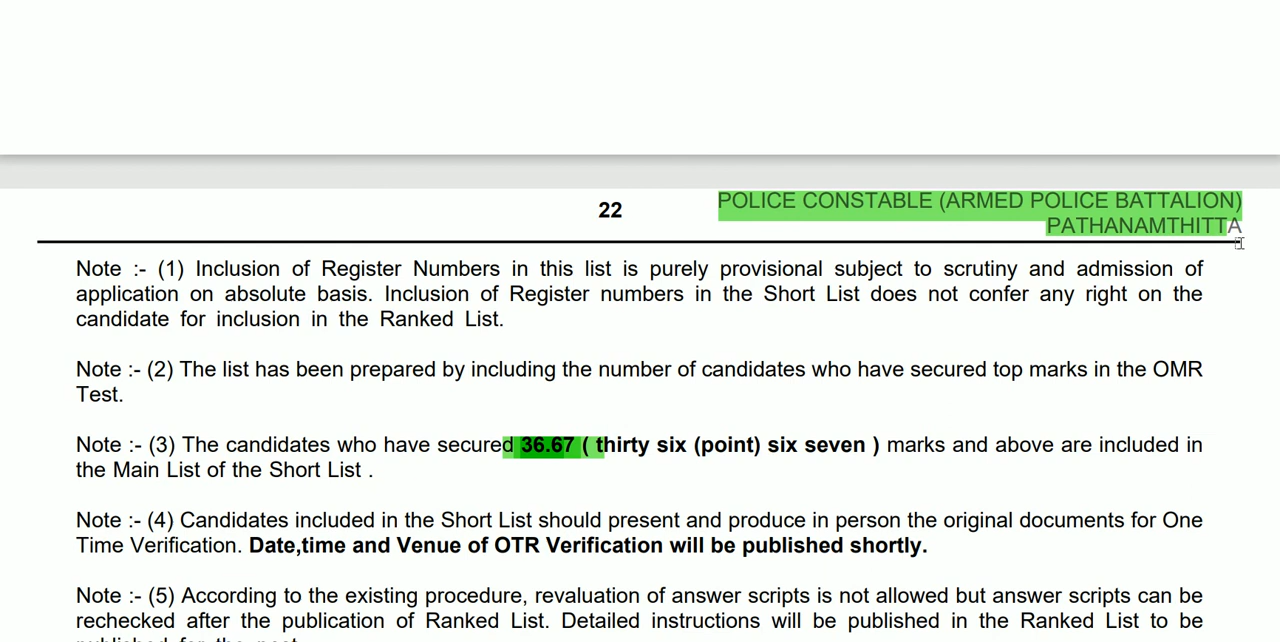 22
POLICE CONSTABLE (ARMED POLICE BATTALION)
PATHANAMTHITTA
Note :- (1) Inclusion of Register Numbers in this list is purely provisional subject to scrutiny and admission of
application on absolute basis. Inclusion of Register numbers in the Short List does not confer any right on the
candidate for inclusion in the Ranked List.
Note :- (2) The list has been prepared by including the number of candidates who have secured top marks in the OMR
Test.
Note :- (3) The candidates who have secured 36.67 ( thirty six (point) six seven ) marks and above are included in
the Main List of the Short List .
Note :- (4) Candidates included in the Short List should present and produce in person the original documents for One
Time Verification. Date,time and Venue of OTR Verification will be published shortly.
Note :- (5) According to the existing procedure, revaluation of answer scripts is not allowed but answer scripts can be
rechecked after the publication of Ranked List. Detailed instructions will be published in the Ranked List to be